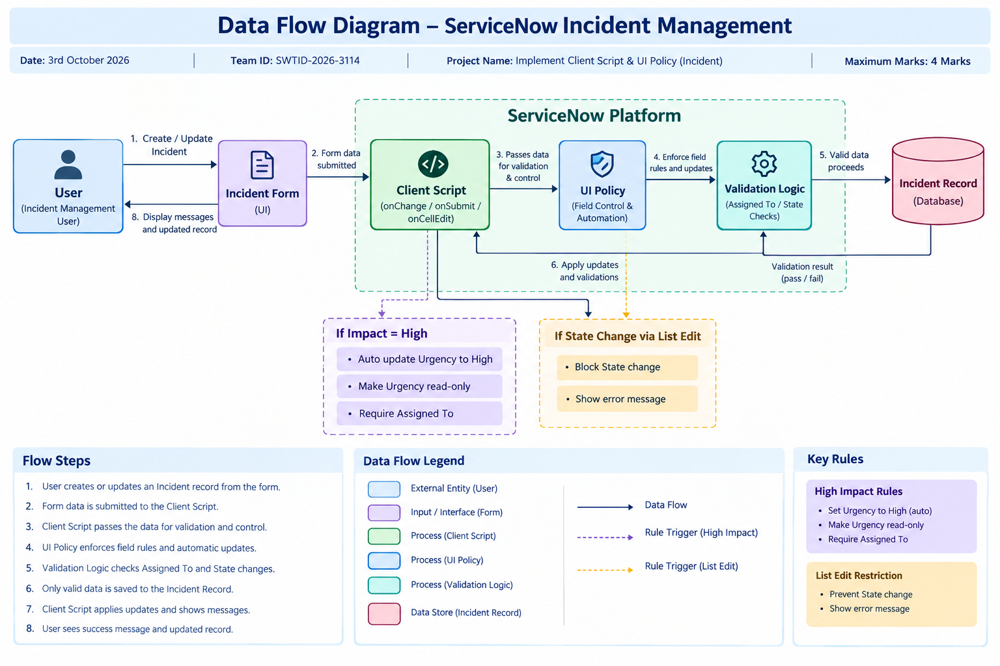 Data Flow Diagram – ServiceNow Incident Management
Date: 3rd October 2026
Team ID: SWTID-2026-3114
Project Name: Implement Client Script & UI Policy (Incident)
Maximum Marks: 4 Marks
ServiceNow Platform
User
(Incident Management
User)
1. Create / Update
Incident
8. Display messages
and updated record
Incident Form
(UI)
2. Form data
submitted
</>
Client Script
(onChange / onSubmit /
onCellEdit)
3. Passes data
for validation
& control
UI Policy
(Field Control &
Automation)
4. Enforce field
rules and updates
Validation Logic
(Assigned To / State
Checks)
5. Valid data
proceeds
Incident Record
(Database)
6. Apply updates
and validations
Validation result
(pass / fail)
If Impact = High
• Auto update Urgency to High
• Make Urgency read-only
• Require Assigned To
If State Change via List Edit
• Block State change
• Show error message
Flow Steps
1. User creates or updates an Incident record from the form.
2. Form data is submitted to the Client Script.
3. Client Script passes the data for validation and control.
4. UI Policy enforces field rules and automatic updates.
5. Validation Logic checks Assigned To and State changes.
6. Only valid data is saved to the Incident Record.
7. Client Script applies updates and shows messages.
8. User sees success message and updated record.
Data Flow Legend
External Entity (User)
Input / Interface (Form)
Process (Client Script)
Process (UI Policy)
Process (Validation Logic)
Data Store (Incident Record)
Data Flow
Rule Trigger (High Impact)
Rule Trigger (List Edit)
Key Rules
High Impact Rules
• Set Urgency to High (auto)
• Make Urgency read-only
• Require Assigned To
List Edit Restriction
• Prevent State change
• Show error message